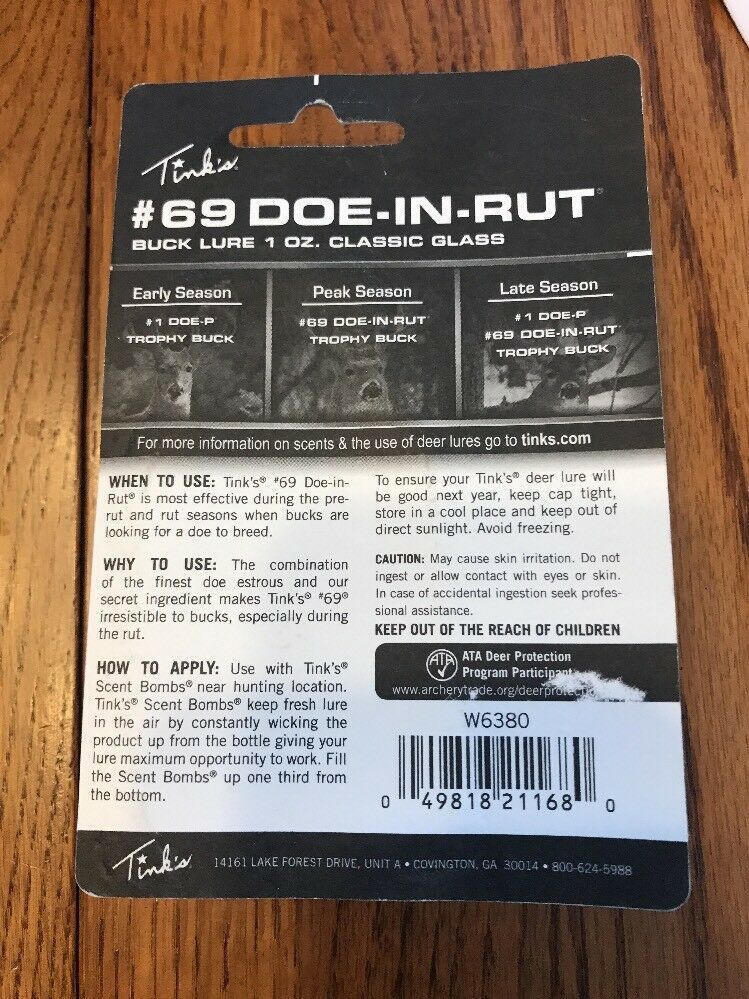 Tink's®
#69 DOE-IN-RUT®
BUCK LURE 1 OZ. CLASSIC GLASS
Early Season
#1 DOE-P
TROPHY BUCK
Peak Season
#69 DOE-IN-RUT
TROPHY BUCK
Late Season
#1 DOE-P
#69 DOE-IN-RUT
TROPHY BUCK
For more information on scents & the use of deer lures go to tinks.com
WHEN TO USE: Tink's® #69 Doe-in-
Rut® is most effective during the pre-
rut and rut seasons when bucks are
looking for a doe to breed.
WHY TO USE: The combination
of the finest doe estrous and our
secret ingredient makes Tink's® #69®
irresistible to bucks, especially during
the rut.
HOW TO APPLY: Use with Tink's®
Scent Bombs® near hunting location.
Tink's® Scent Bombs® keep fresh lure
in the air by constantly wicking the
product up from the bottle giving your
lure maximum opportunity to work. Fill
the Scent Bombs® up one third from
the bottom.
To ensure your Tink's® deer lure will
be good next year, keep cap tight,
store in a cool place and keep out of
direct sunlight. Avoid freezing.
CAUTION: May cause skin irritation. Do not
ingest or allow contact with eyes or skin.
In case of accidental ingestion seek profes-
sional assistance.
KEEP OUT OF THE REACH OF CHILDREN
ATA
ATA Deer Protection
Program Participant
W6380
0 49818 21168 0
Tink's
14161 LAKE FOREST DRIVE, UNIT A • COVINGTON, GA 30014 • 800-624-5988